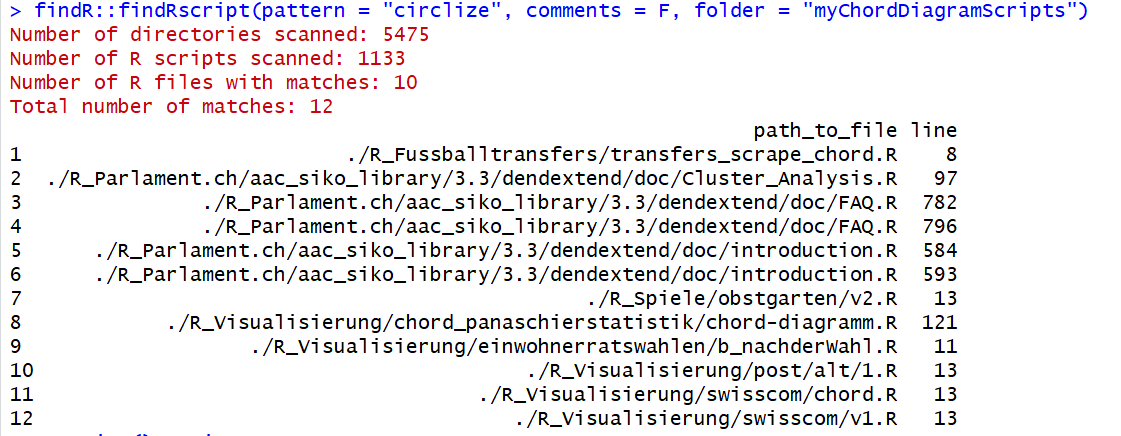 > findR::findRscript(pattern = "circlize", comments = F, folder = "myChordDiagramScripts")
Number of directories scanned: 5475
Number of R scripts scanned: 1133
Number of R files with matches: 10
Total number of matches: 12
path_to_file line
1 ./R_Fussballtransfers/transfers_scrape_chord.R 8
2 ./R_Parlament.ch/aac_siko_library/3.3/dendextend/doc/Cluster_Analysis.R 97
3 ./R_Parlament.ch/aac_siko_library/3.3/dendextend/doc/FAQ.R 782
4 ./R_Parlament.ch/aac_siko_library/3.3/dendextend/doc/FAQ.R 796
5 ./R_Parlament.ch/aac_siko_library/3.3/dendextend/doc/introduction.R 584
6 ./R_Parlament.ch/aac_siko_library/3.3/dendextend/doc/introduction.R 593
7 ./R_Spiele/obstgarten/v2.R 13
8 ./R_Visualisierung/chord_panaschierstatistik/chord-diagramm.R 121
9 ./R_Visualisierung/einwohnerratswahlen/b_nachderWahl.R 11
10 ./R_Visualisierung/post/alt/1.R 13
11 ./R_Visualisierung/swisscom/chord.R 13
12 ./R_Visualisierung/swisscom/v1.R 13